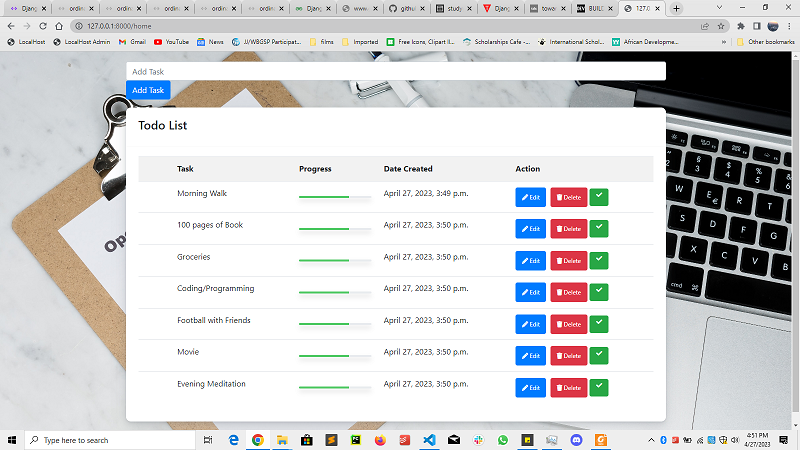 Djang
ordin
ordin
ordin
ordin
Djang
www.
githu
study
Djang
towa
BUIL
127.0
127.0.0.1:8000/home
LocalHost
LocalHost Admin
Maps
Gmail
YouTube
News
JJ/WBGSP Participat...
films
Imported
Free Icons, Clipart Il...
Scholarships Cafe -...
International Schol...
African Developme...
Other bookmarks
Add Task
Add Task
Todo List
Task Progress Date Created Action
Morning Walk April 27, 2023, 3:49 p.m. Edit Delete
100 pages of Book April 27, 2023, 3:50 p.m. Edit Delete
Groceries April 27, 2023, 3:50 p.m. Edit Delete
Coding/Programming April 27, 2023, 3:50 p.m. Edit Delete
Football with Friends April 27, 2023, 3:50 p.m. Edit Delete
Movie April 27, 2023, 3:50 p.m. Edit Delete
Evening Meditation April 27, 2023, 3:50 p.m. Edit Delete
Type here to search
4:51 PM
4/27/2023